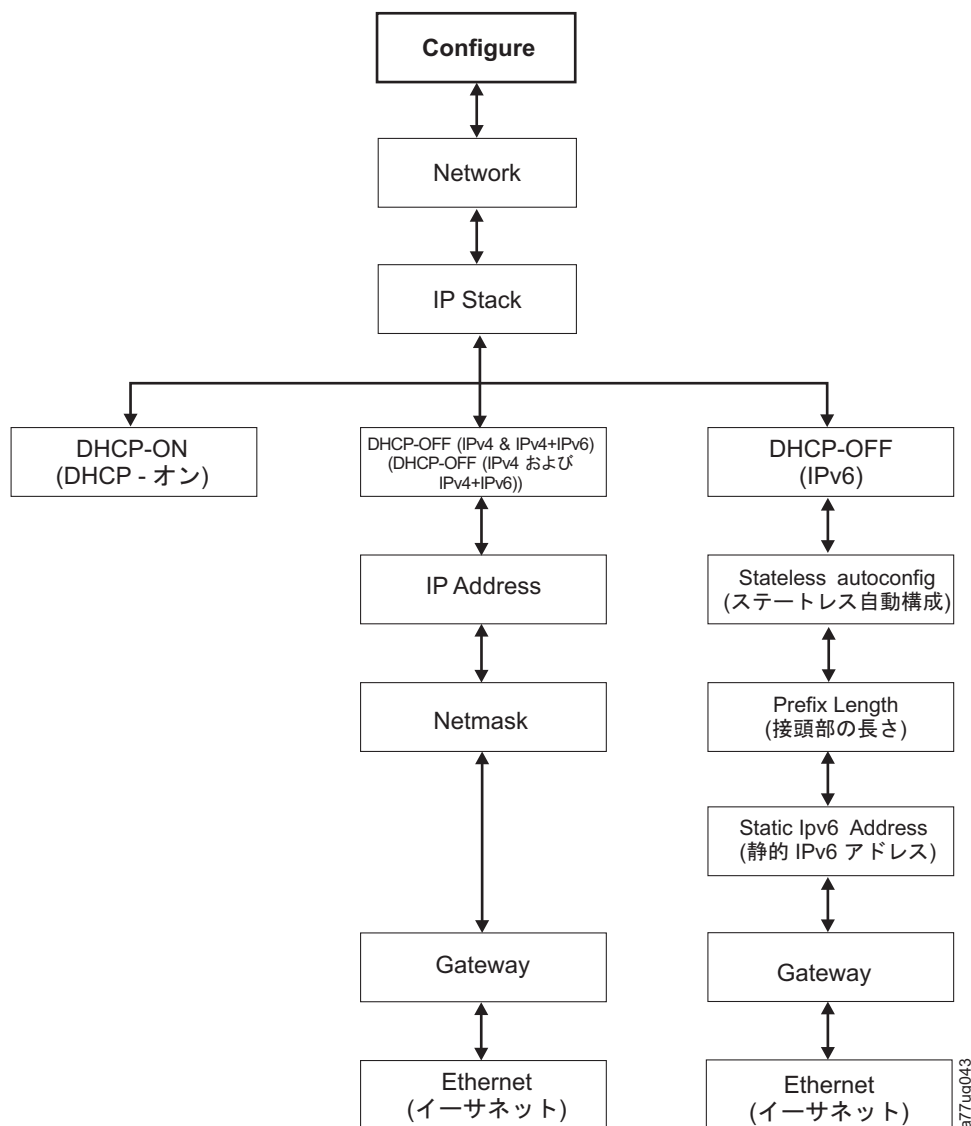 Configure
Network
IP Stack
DHCP-ON
(DHCP - オン)
DHCP-OFF (IPv4 & IPv4+IPv6)
(DHCP-OFF (IPv4 および
IPv4+IPv6))
DHCP-OFF
(IPv6)
IP Address
Netmask
Gateway
Ethernet
(イーサネット)
Stateless autoconfig
(ステートレス自動構成)
Prefix Length
(接頭部の長さ)
Static Ipv6 Address
(静的 IPv6 アドレス)
Gateway
Ethernet
(イーサネット)
a77ug043